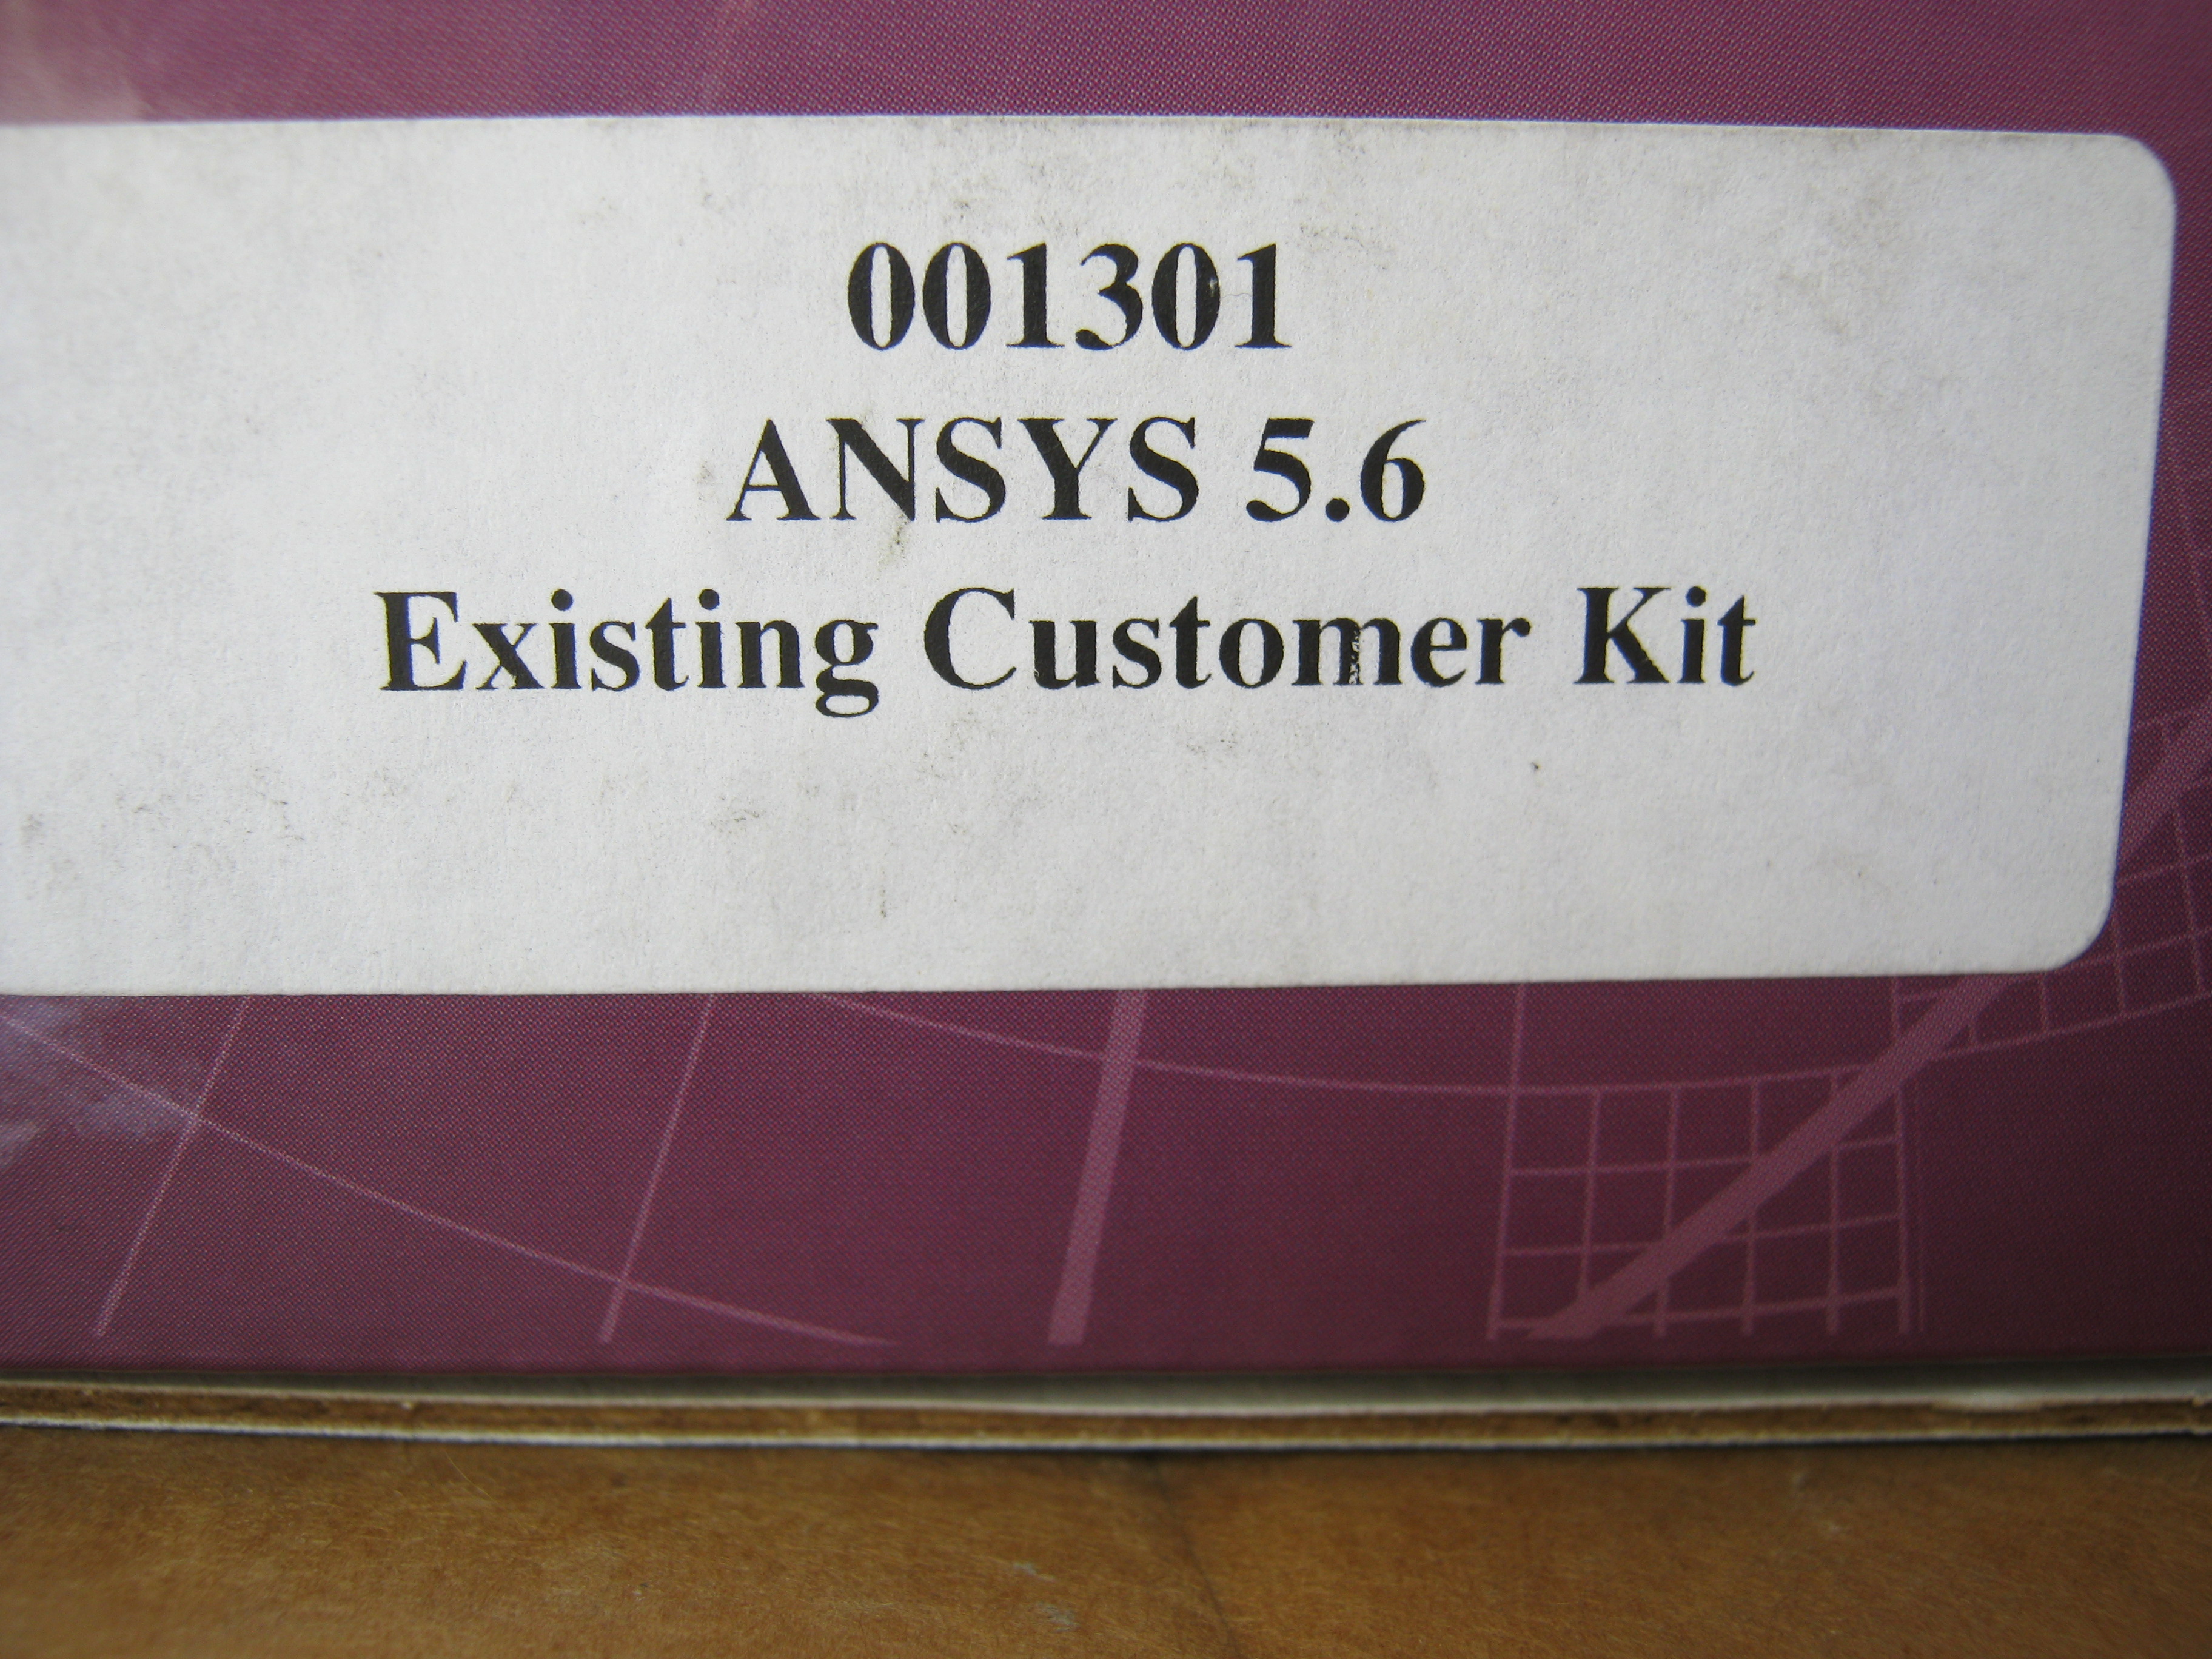 001301
ANSYS 5.6
Existing Customer Kit